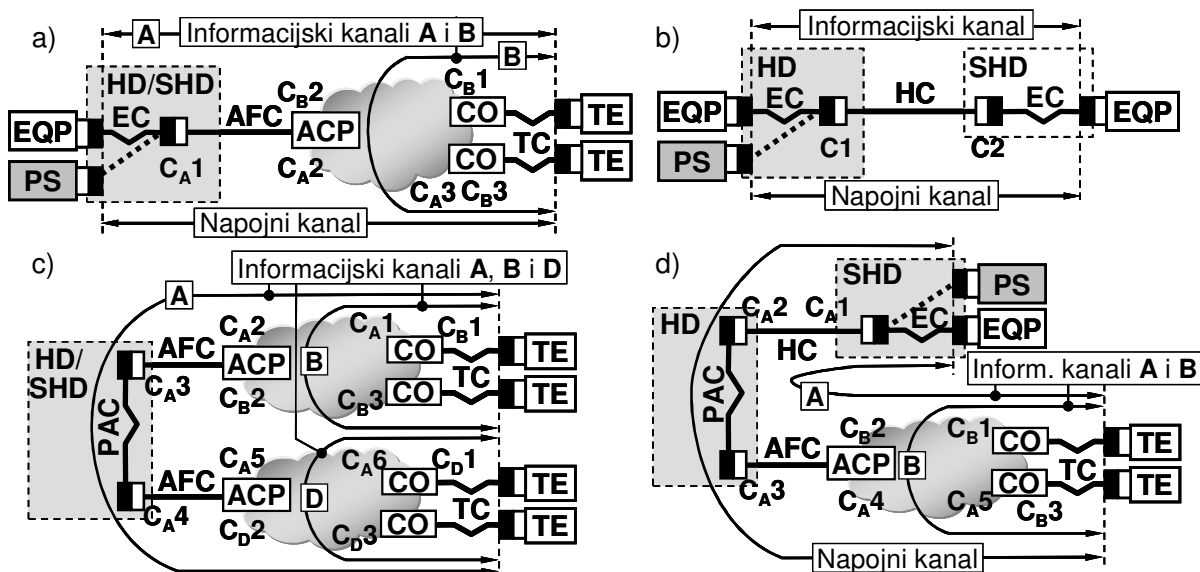 a)
A
Informacijski kanali A i B
B
HD/SHD
EC
AFC
EQP
PS
CA1
CB2
ACP
CA2
CB1
CO
TE
TC
CO
TE
CA3 CB3
Napojni kanal
b)
Informacijski kanal
HD
SHD
EQP
EC
HC
EC
EQP
PS
C1
C2
Napojni kanal
c)
Informacijski kanali A, B i D
A
HD/
SHD
PAC
AFC
CA3
CA2
ACP
CB2
B
CA1
CB1
CO
TE
TC
CO
TE
CB3
AFC
CA4
CA5
ACP
CD2
D
CA6
CD1
CO
TE
TC
CO
TE
CD3
d)
SHD
PS
HD
CA2
CA1
EC
EQP
HC
PAC
Inform. kanali A i B
A
AFC
CA3
CB2
ACP
CA4
B
CB1
CO
TE
TC
CO
TE
CA5
CB3
Napojni kanal